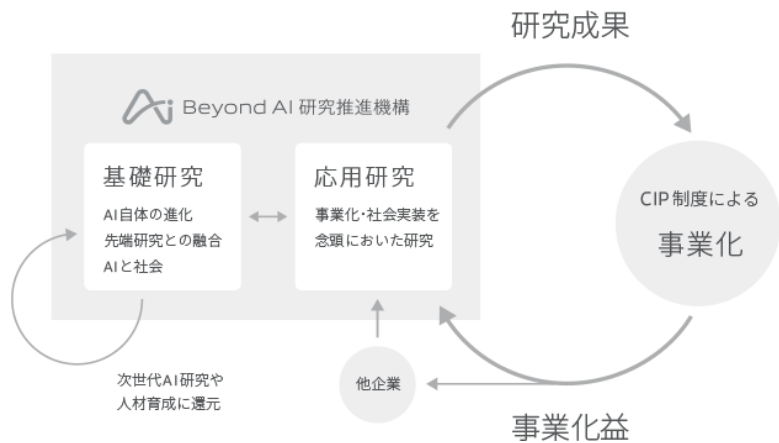 研究成果
Ai Beyond AI 研究推進機構
基礎研究
AI自体の進化
先端研究との融合
AIと社会
応用研究
事業化・社会実装を
念頭においた研究
CIP制度による
事業化
次世代AI研究や
人材育成に還元
他企業
事業化益